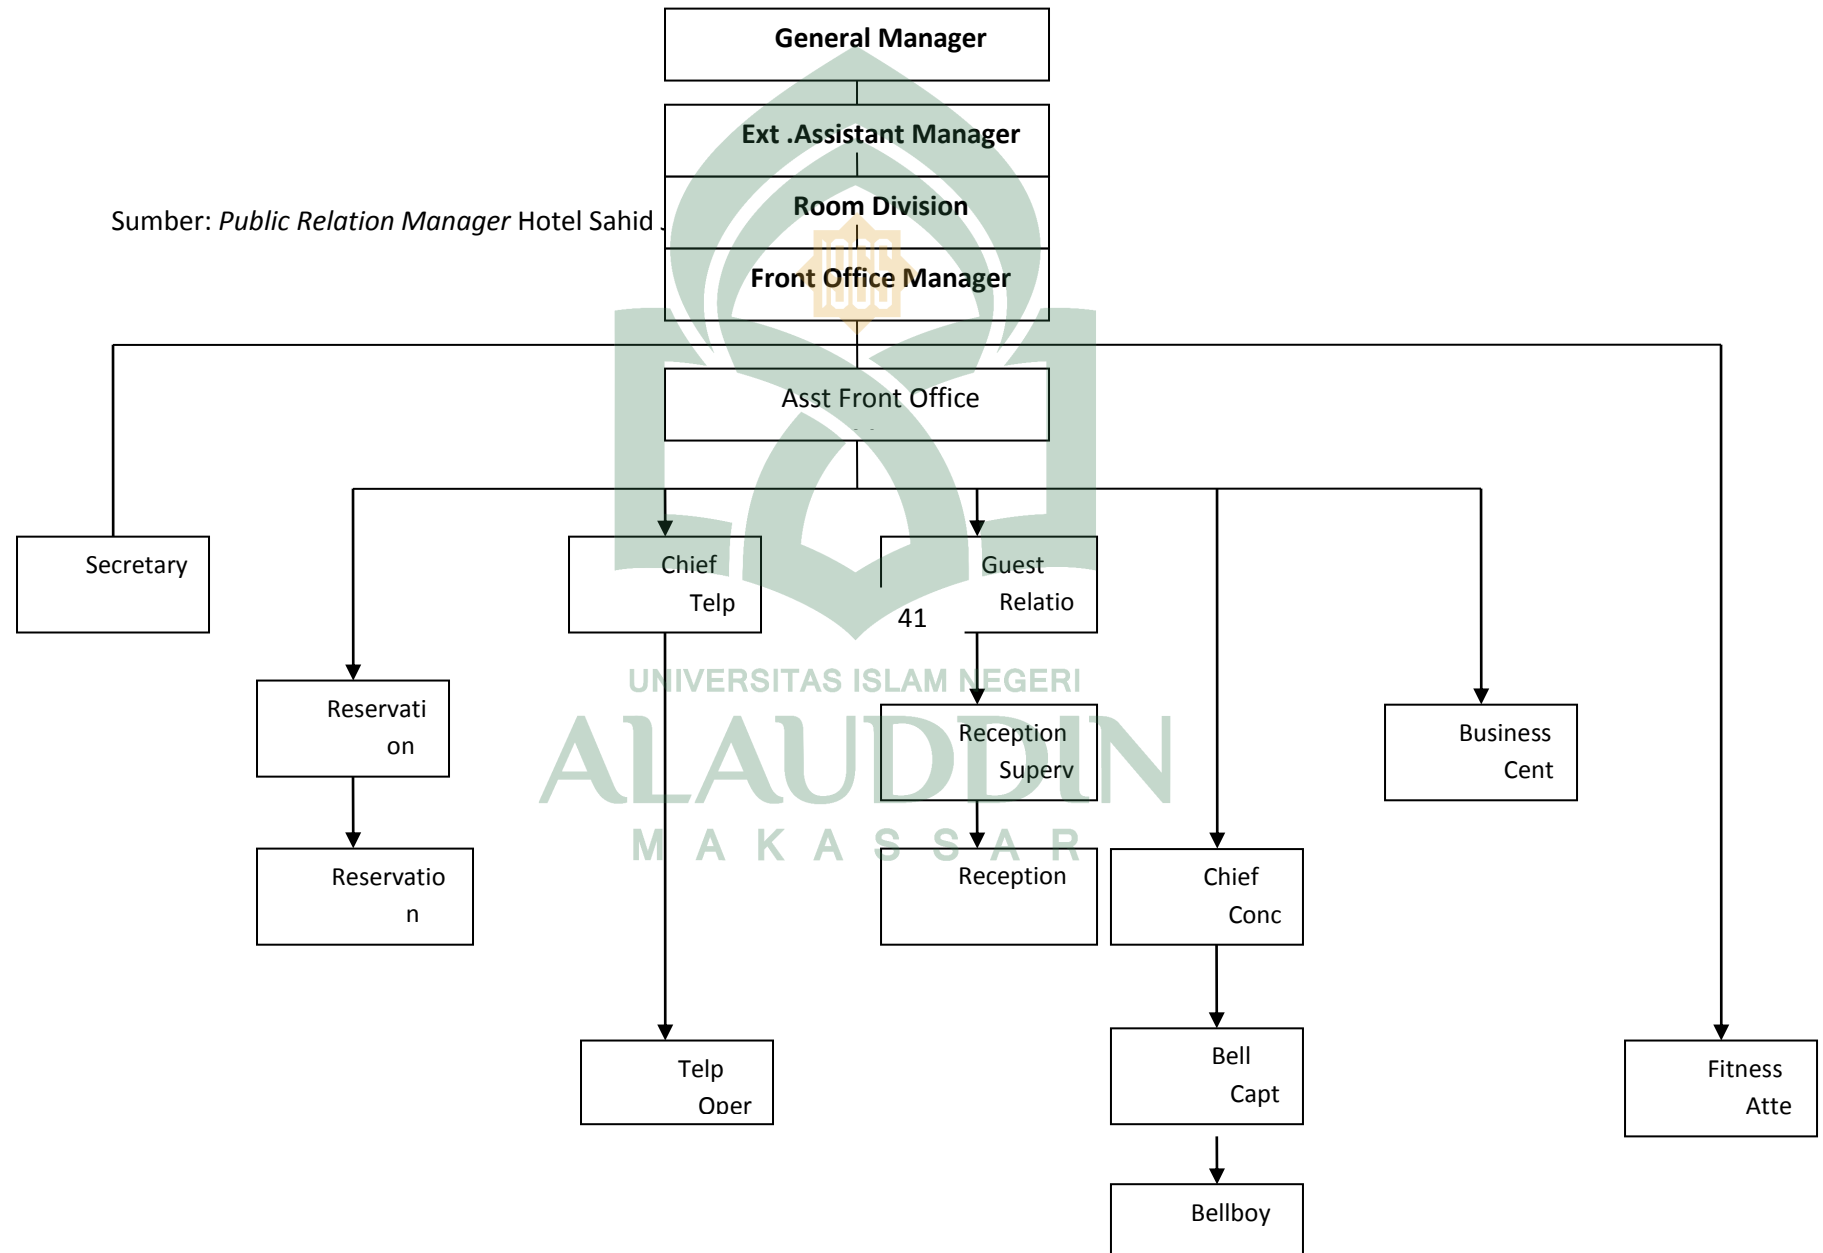 General Manager
Ext .Assistant Manager
Room Division
Sumber: Public Relation Manager Hotel Sahid
Front Office Manager
Asst Front Office
Secretary
Chief
Telp
Guest
Relatio
41
UNIVERSITAS ISLAM NEGERI
ALAUDDIN
MAKASSAR
Reservati
on
Reception
Superv
Business
Cent
Reservatio
n
Reception
Chief
Conc
Telp
Oper
Bell
Capt
Fitness
Atte
Bellboy